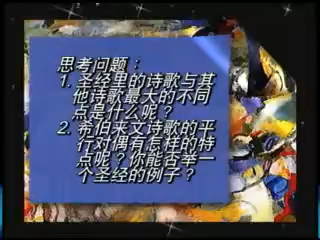 思考问题：
1. 圣经里的诗歌与其
他诗歌最大的不同
点是什么呢？
2. 希伯来文诗歌的平
行对偶有怎样的特
点呢？你能否举一
个圣经的例子？